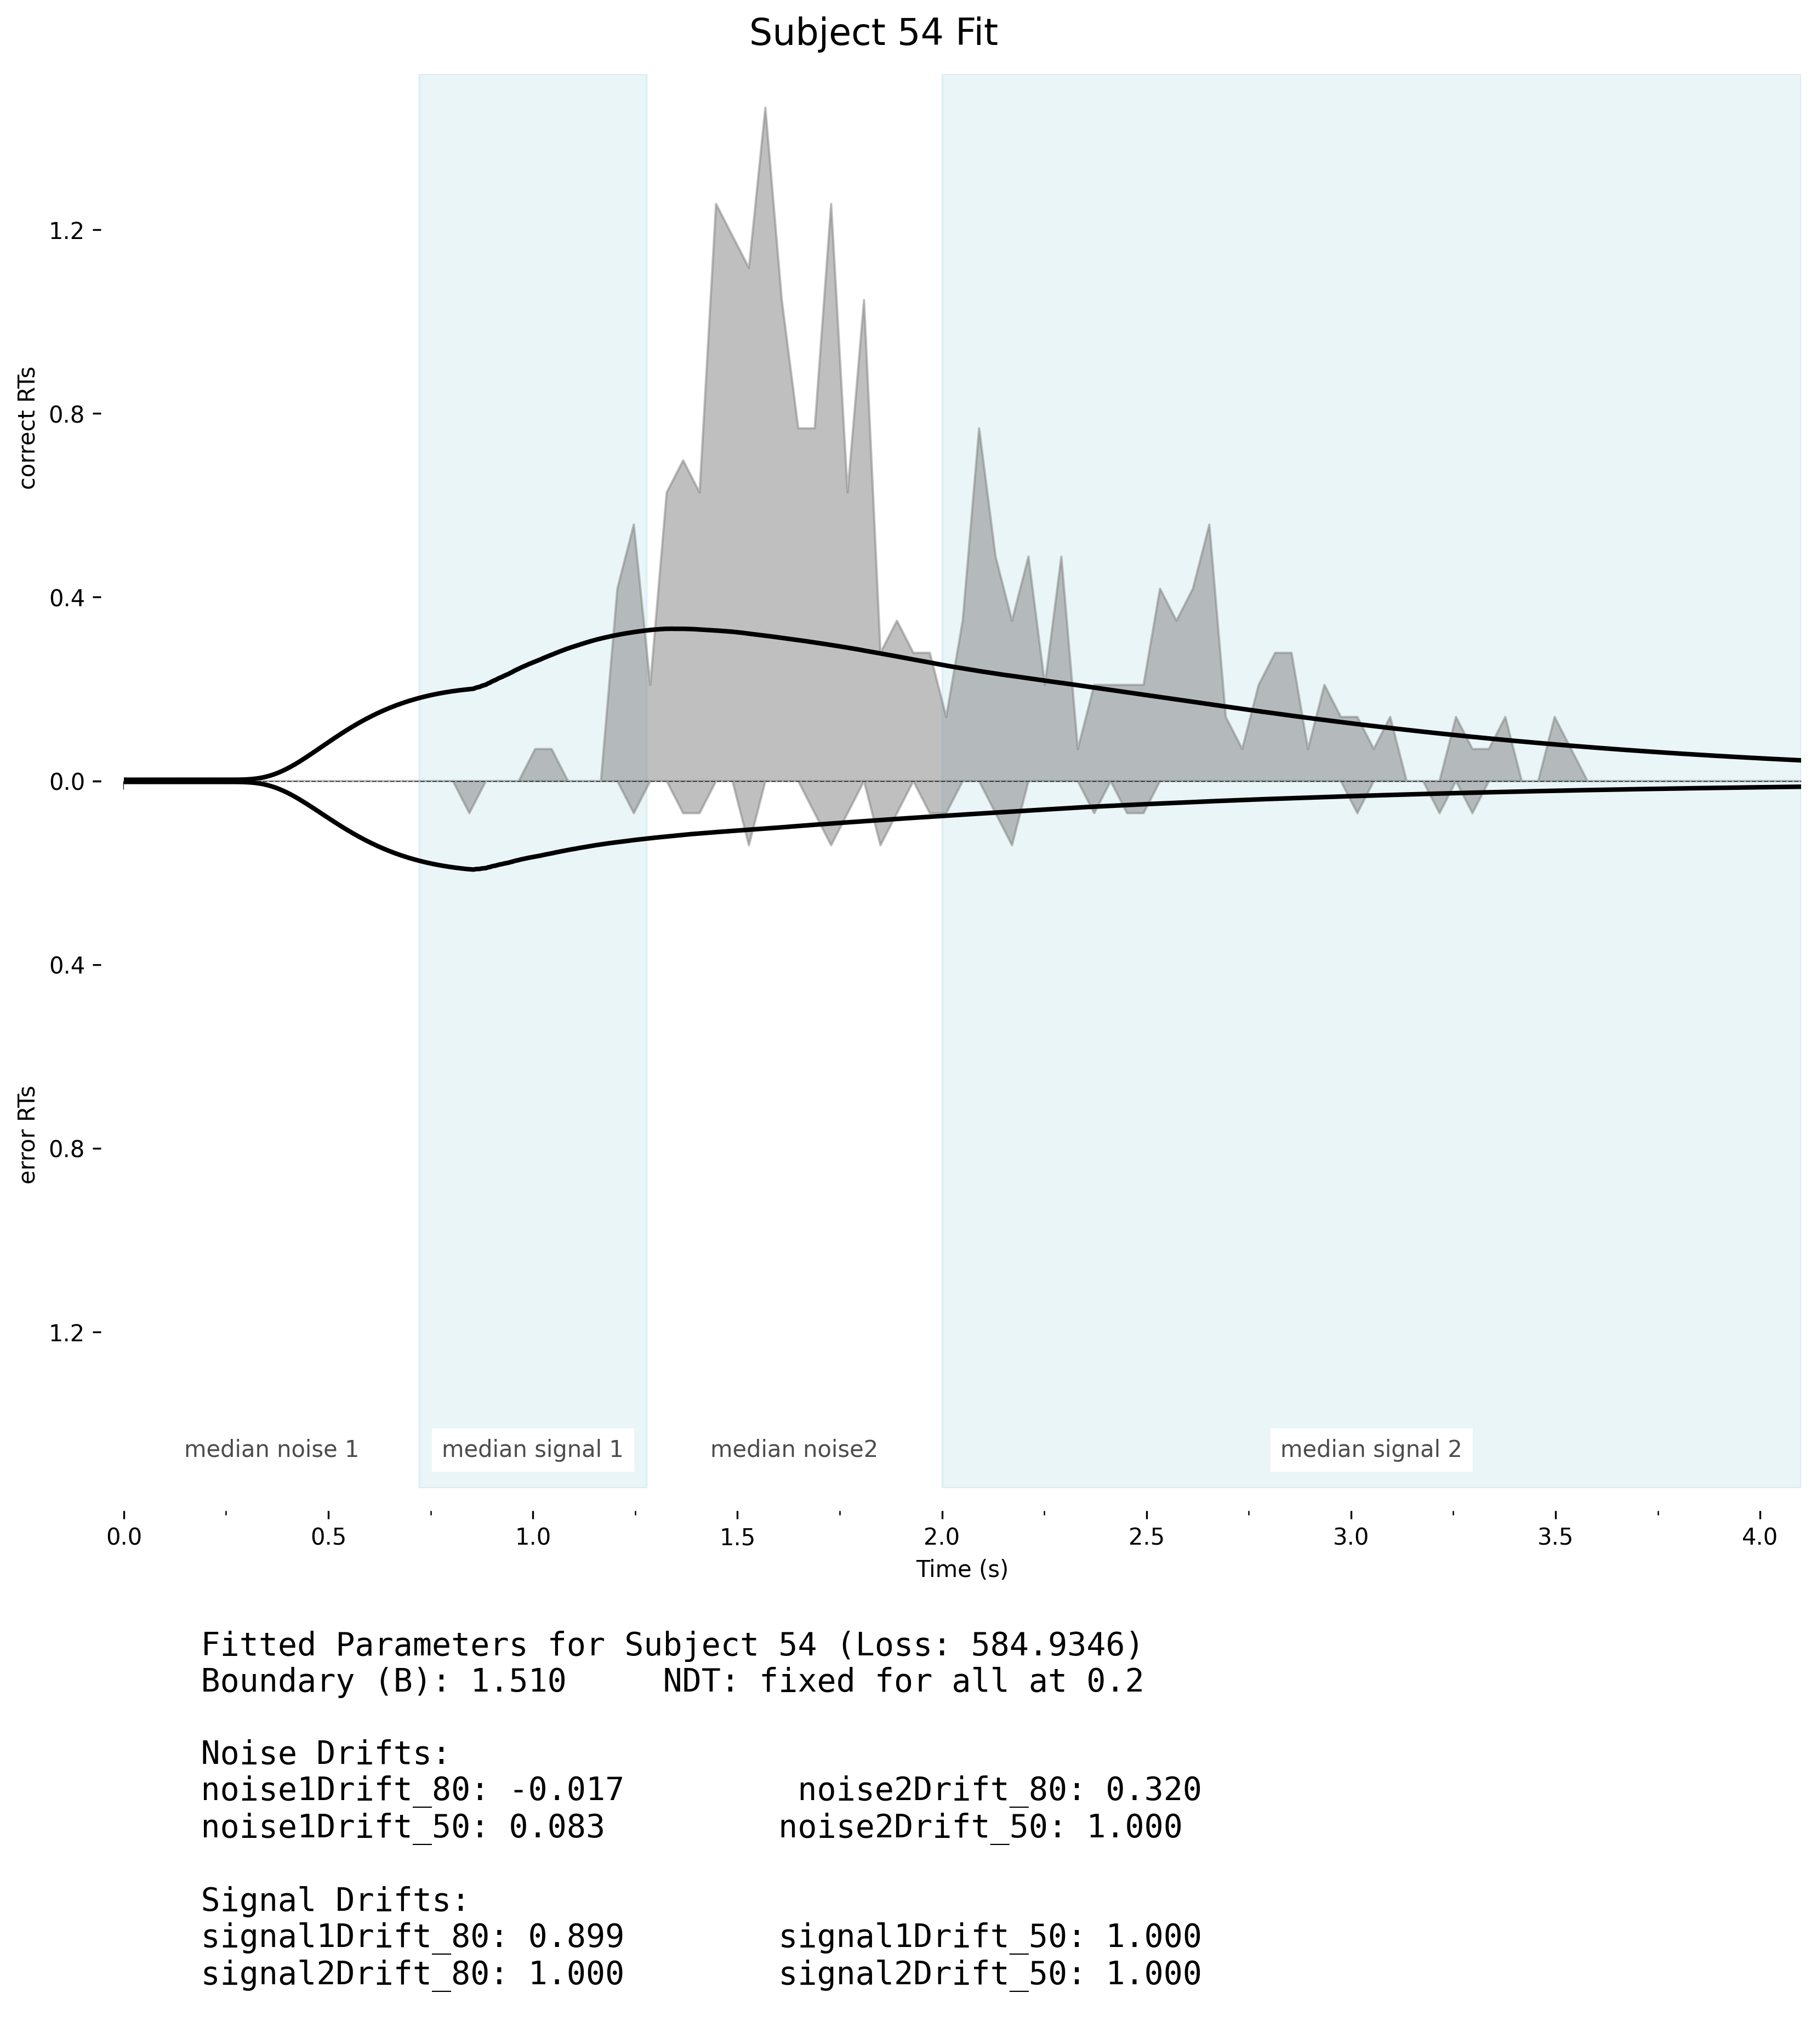 Subject 54 Fit
1.2
0.8
0.4
0.0
0.4
0.8
1.2
correct RTs
error RTs
median noise 1
median signal 1
median noise2
median signal 2
0.0 0.5 1.0 1.5 2.0 2.5 3.0 3.5 4.0
Time (s)
Fitted Parameters for Subject 54 (Loss: 584.9346)
Boundary (B): 1.510 NDT: fixed for all at 0.2
Noise Drifts:
noise1Drift_80: -0.017 noise2Drift_80: 0.320
noise1Drift_50: 0.083 noise2Drift_50: 1.000
Signal Drifts:
signal1Drift_80: 0.899 signal1Drift_50: 1.000
signal2Drift_80: 1.000 signal2Drift_50: 1.000